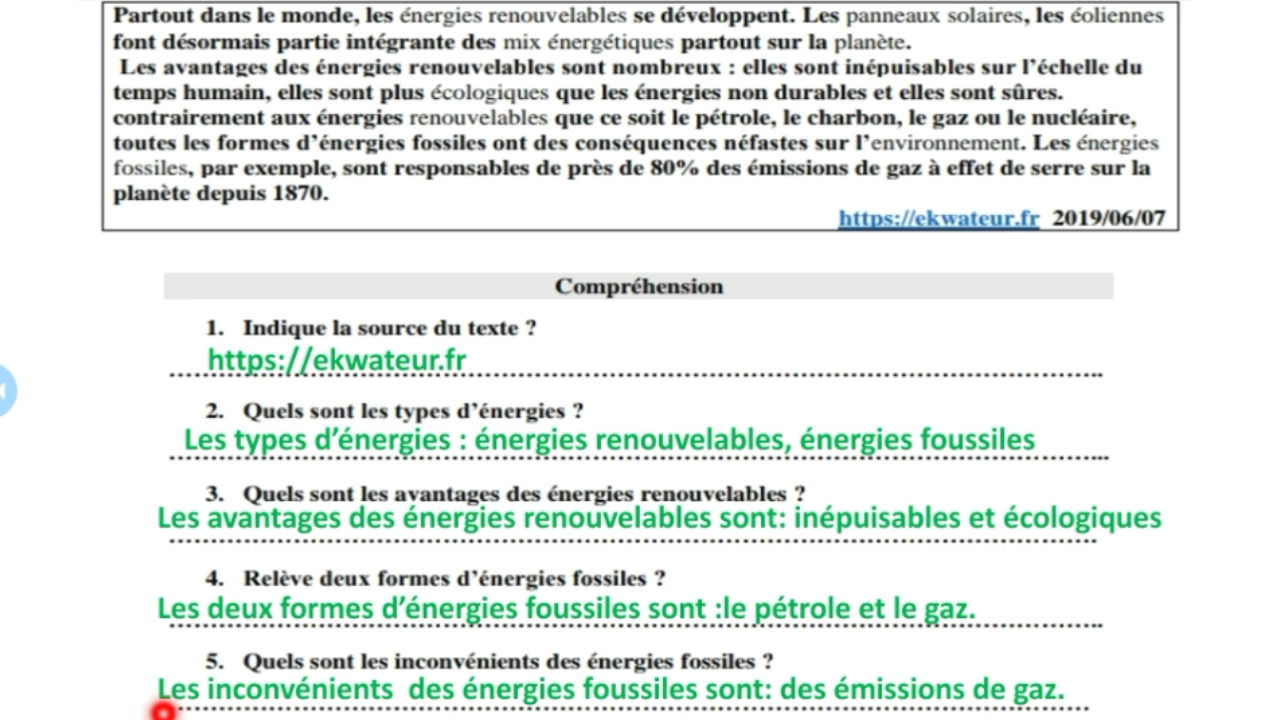 Partout dans le monde, les énergies renouvelables se développent. Les panneaux solaires, les éoliennes
font désormais partie intégrante des mix énergétiques partout sur la planète.
Les avantages des énergies renouvelables sont nombreux : elles sont inépuisables sur l'échelle du
temps humain, elles sont plus écologiques que les énergies non durables et elles sont sûres.
contrairement aux énergies renouvelables que ce soit le pétrole, le charbon, le gaz ou le nucléaire,
toutes les formes d'énergies fossiles ont des conséquences néfastes sur l'environnement. Les énergies
fossiles, par exemple, sont responsables de près de 80% des émissions de gaz à effet de serre sur la
planète depuis 1870.
https://ekwateur.fr 2019/06/07
Compréhension
1. Indique la source du texte ?
https://ekwateur.fr
2. Quels sont les types d'énergies ?
Les types d'énergies : énergies renouvelables, énergies foussiles
3. Quels sont les avantages des énergies renouvelables ?
Les avantages des énergies renouvelables sont: inépuisables et écologiques
4. Relève deux formes d'énergies fossiles ?
Les deux formes d'énergies foussiles sont :le pétrole et le gaz.
5. Quels sont les inconvénients des énergies fossiles ?
Les inconvénients des énergies foussiles sont: des émissions de gaz.